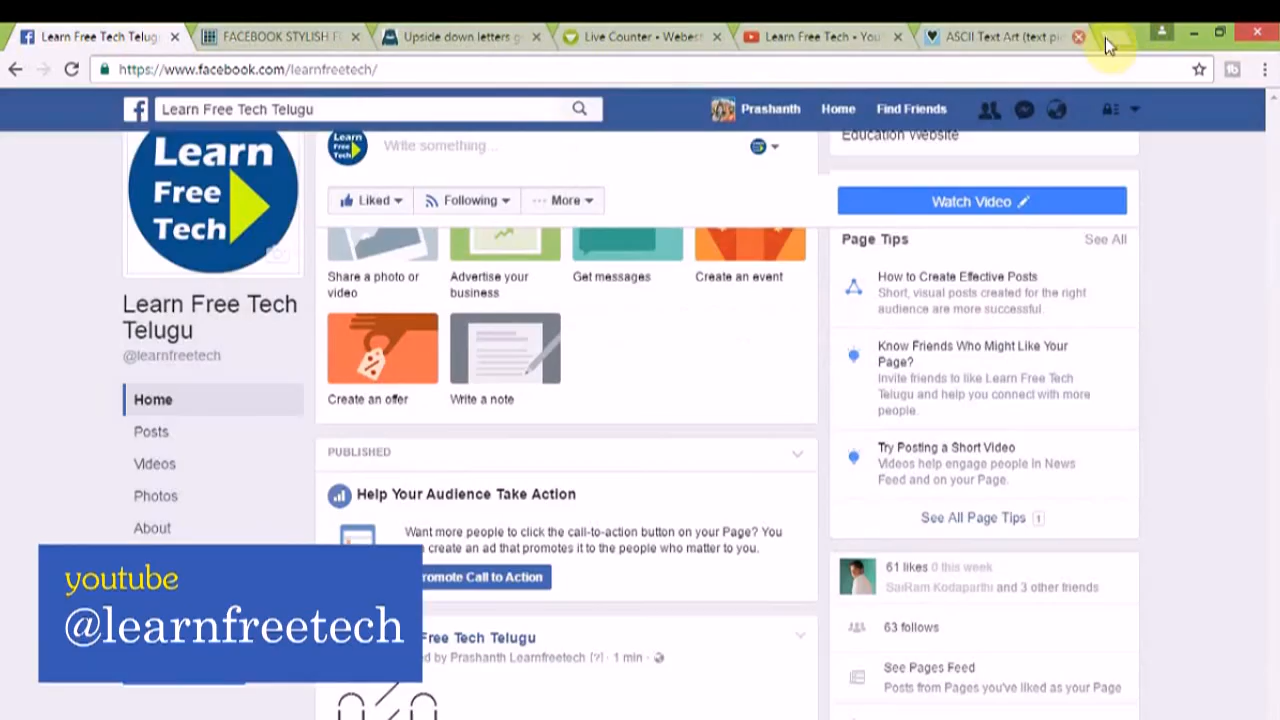 Learn Free Tech Telug
FACEBOOK STYLISH F
Upside down letters g
Live Counter • Webest
Learn Free Tech • You
ASCII Text Art (text pi
https://www.facebook.com/learnfreetech/
Learn Free Tech Telugu
Prashanth
Home
Find Friends
Learn
Free
Tech
Learn Free Tech
Telugu
@learnfreetech
Home
Posts
Videos
Photos
About
Learn
Free
Tech
Write something...
Liked
Following
More
Share a photo or
video
Advertise your
business
Get messages
Create an event
Create an offer
Write a note
PUBLISHED
Help Your Audience Take Action
Want more people to click the call-to-action button on your Page? You
create an ad that promotes it to the people who matter to you.
romote Call to Action
Free Tech Telugu
d by Prashanth Learnfreetech [?] · 1 min ·
Education Website
Watch Video
Page Tips
See All
How to Create Effective Posts
Short, visual posts created for the right
audience are more successful.
Know Friends Who Might Like Your
Page?
Invite friends to like Learn Free Tech
Telugu and help you connect with more
people.
Try Posting a Short Video
Videos help engage people in News
Feed and on your Page.
See All Page Tips 1
61 likes 0 this week
SaiRam Kodaparthi and 3 other friends
63 follows
See Pages Feed
Posts from Pages you've liked as your Page
youtube
@learnfreetech